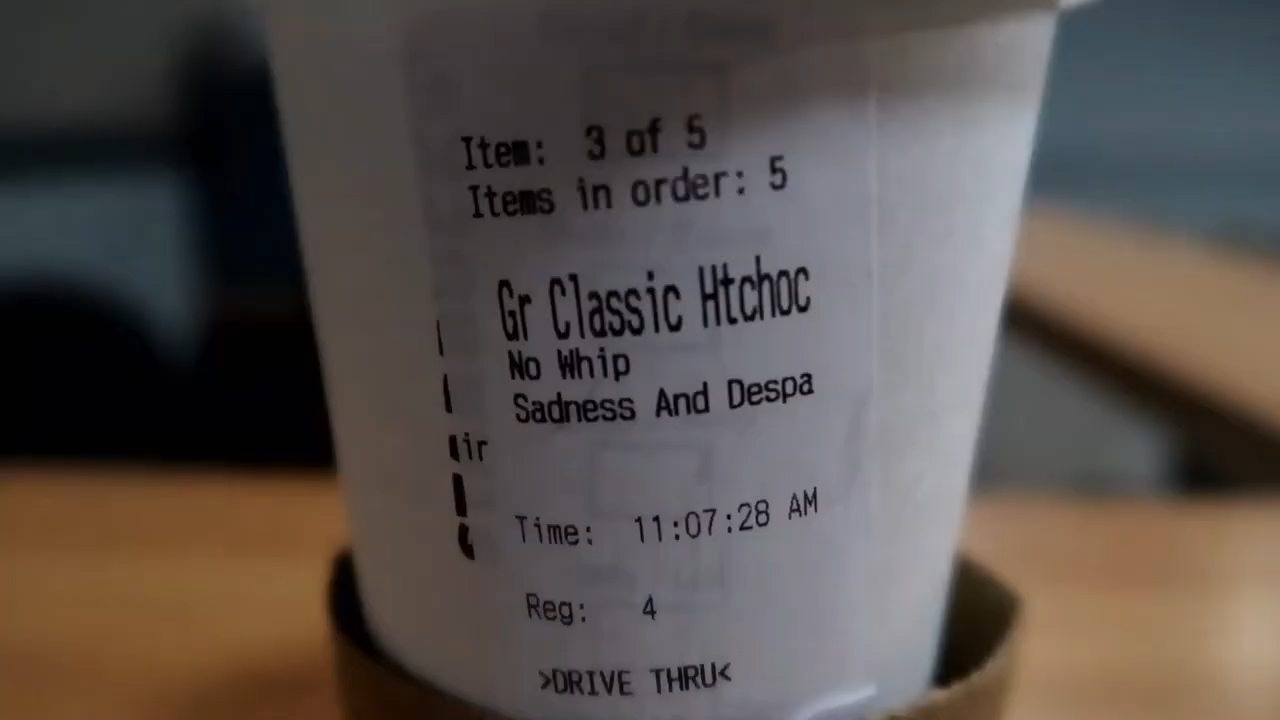 Item: 3 of 5
Items in order: 5
Gr Classic Htchoc
No Whip
Sadness And Despa
ir
Time: 11:07:28 AM
Reg: 4
>DRIVE THRU<